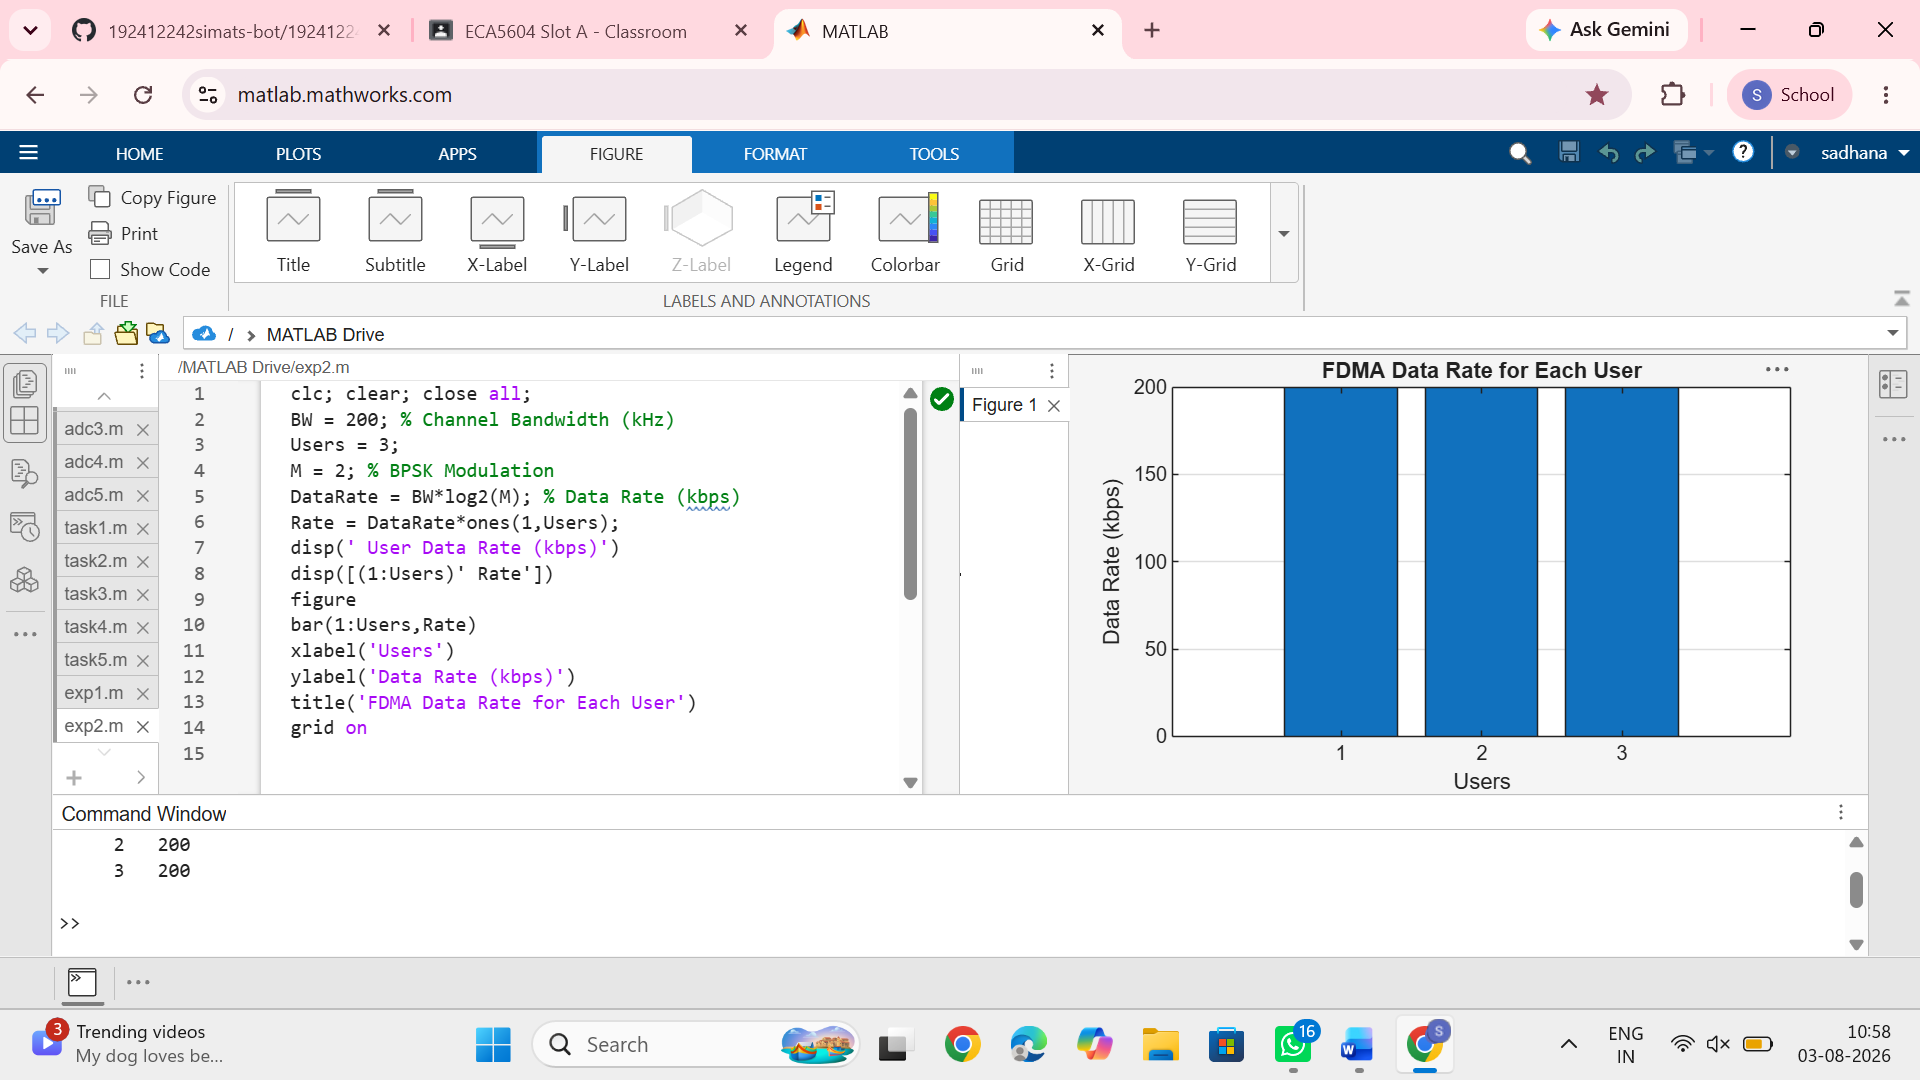 192412242simats-bot/1924122
ECA5604 Slot A - Classroom
MATLAB
Ask Gemini
matlab.mathworks.com
S
School
HOME
PLOTS
APPS
FIGURE
FORMAT
TOOLS
sadhana
Save As
Copy Figure
Print
Show Code
FILE
Title
Subtitle
X-Label
Y-Label
Z-Label
Legend
Colorbar
Grid
X-Grid
Y-Grid
LABELS AND ANNOTATIONS
/ > MATLAB Drive
/MATLAB Drive/exp2.m
adc3.m
adc4.m
adc5.m
task1.m
task2.m
task3.m
task4.m
task5.m
exp1.m
exp2.m
1 clc; clear; close all;
2 BW = 200; % Channel Bandwidth (kHz)
3 Users = 3;
4 M = 2; % BPSK Modulation
5 DataRate = BW*log2(M); % Data Rate (kbps)
6 Rate = DataRate*ones(1,Users);
7 disp(' User Data Rate (kbps)')
8 disp([(1:Users)' Rate'])
9 figure
10 bar(1:Users,Rate)
11 xlabel('Users')
12 ylabel('Data Rate (kbps)')
13 title('FDMA Data Rate for Each User')
14 grid on
15
Figure 1
FDMA Data Rate for Each User
200
150
100
50
0
Data Rate (kbps)
1 2 3
Users
Command Window
2 200
3 200
>>
3
Trending videos
My dog loves be...
Search
16
S
ENG
IN
10:58
03-08-2026